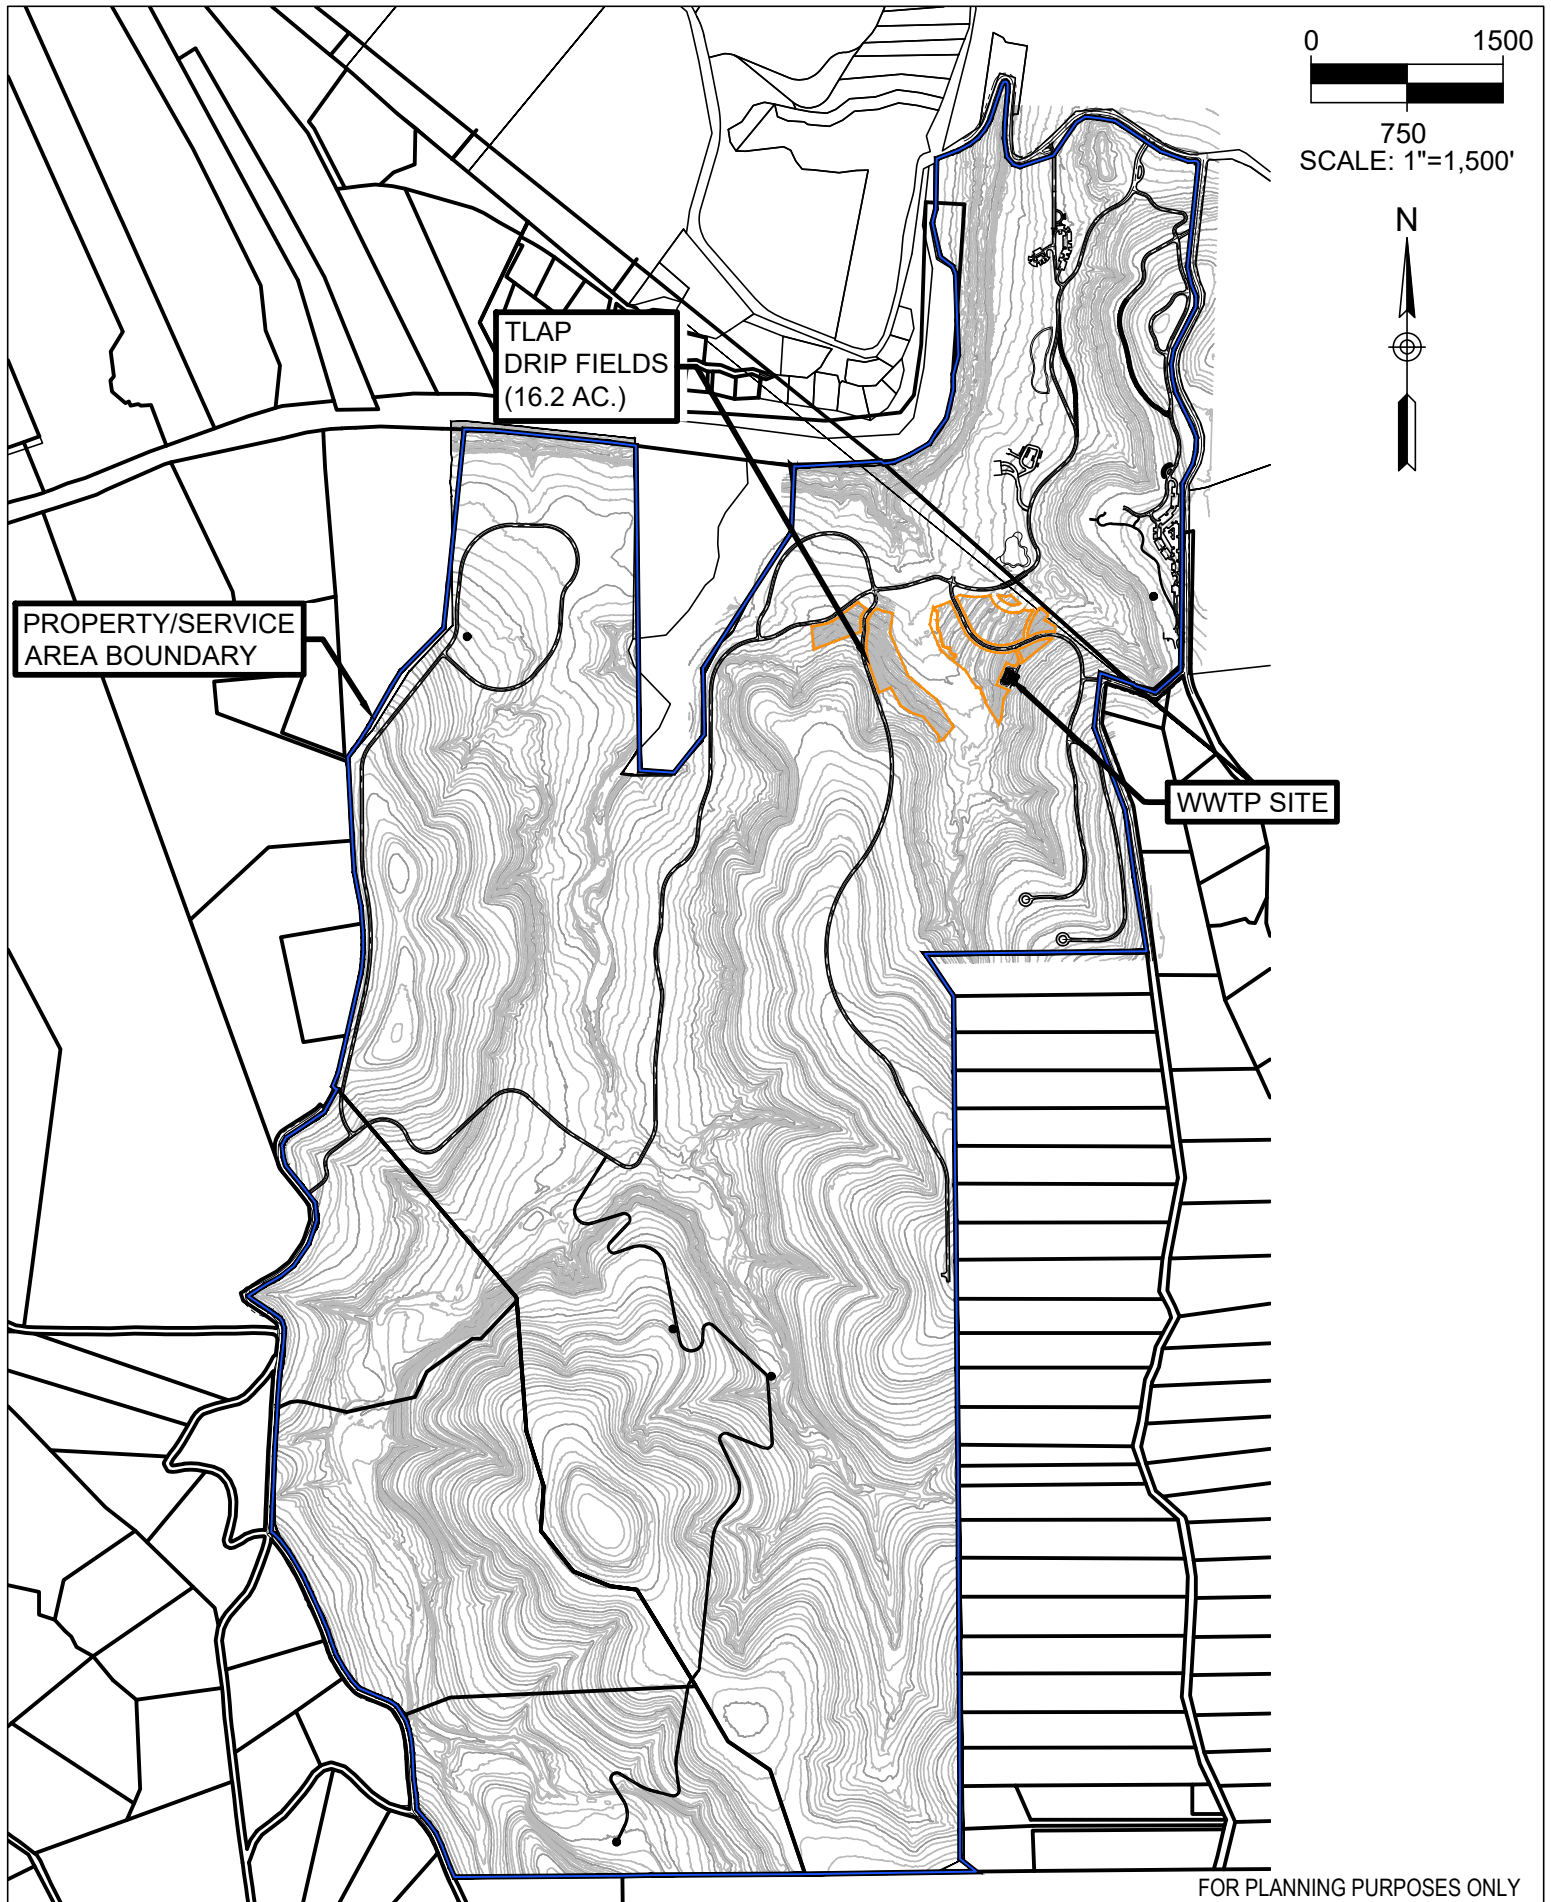 0 1500
750
SCALE: 1"=1,500'
N
TLAP
DRIP FIELDS
(16.2 AC.)
PROPERTY/SERVICE
AREA BOUNDARY
WWTP SITE
FOR PLANNING PURPOSES ONLY